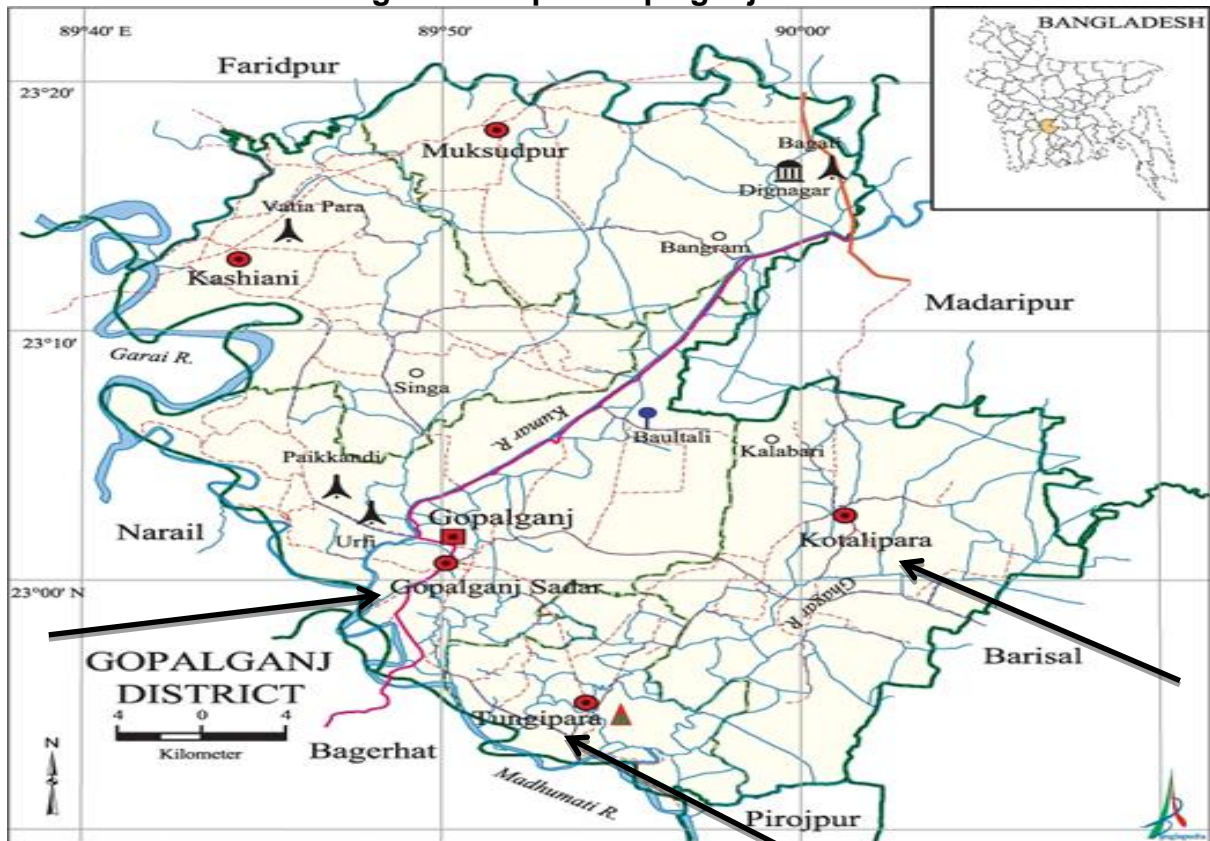 89°40' E
89°50'
90°00'
BANGLADESH
Faridpur
23°20'
Muksudpur
Bagati
Dignagar
Vatia Para
Bangram
Kashiani
Madaripur
23°10'
Garai R.
Singa
Kumar R.
Baultali
Kalabari
Paikkandi
Narail
Gopalganj
Urfi
Kotalipara
Gopalganj Sadar
23°00' N
Ghagar R.
GOPALGANJ
DISTRICT
Barisal
4 0 4
Kilometer
Tungipara
Bagerhat
N
Madhumati R.
Pirojpur